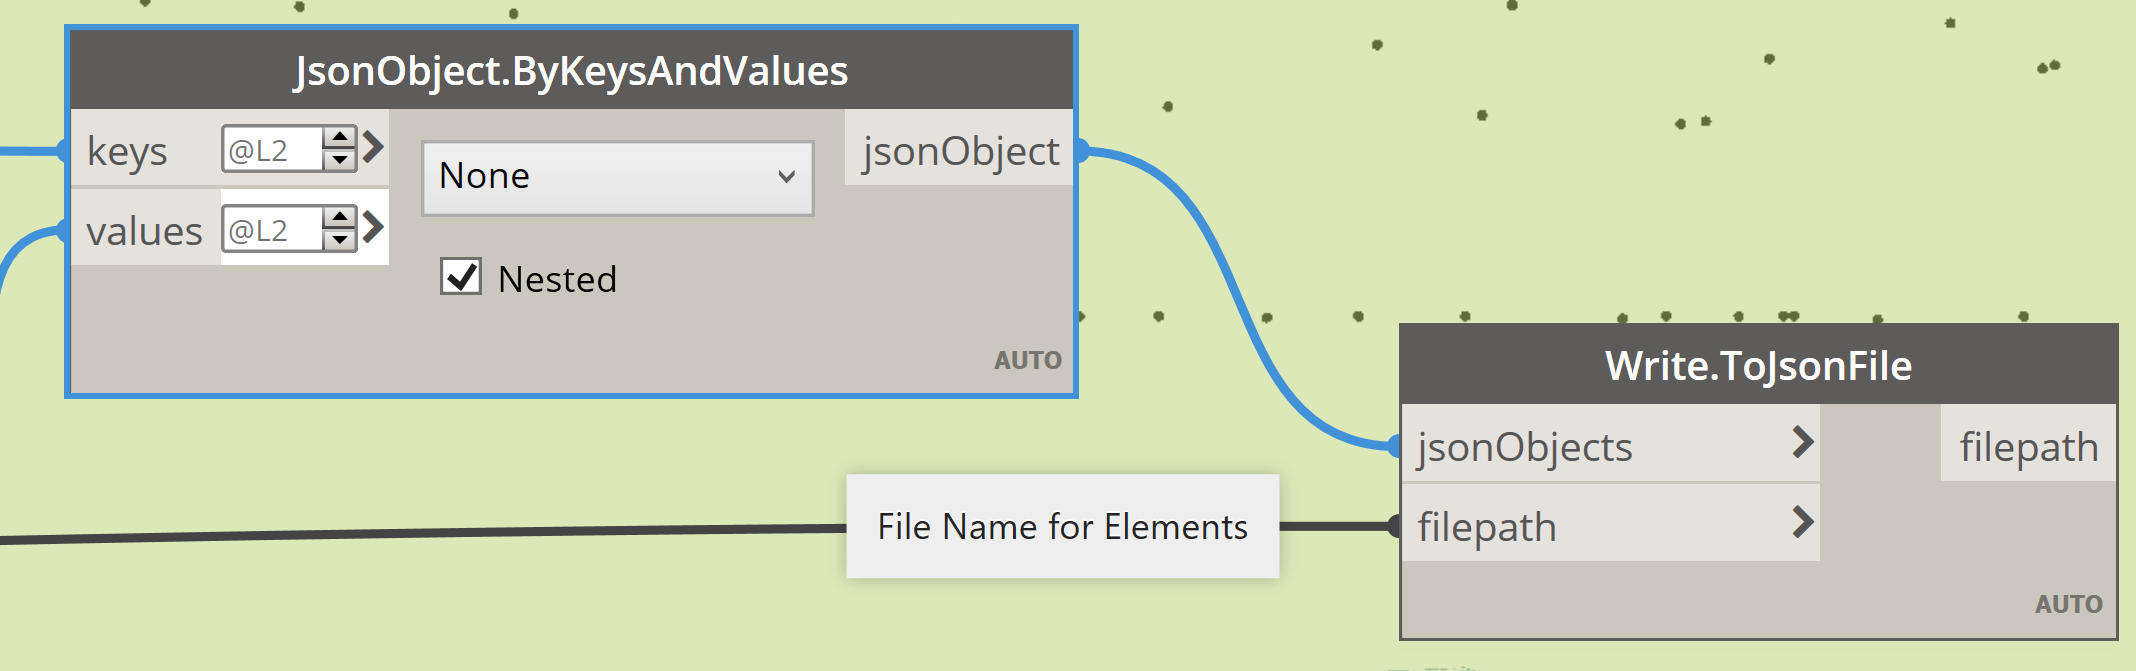 JsonObject.ByKeysAndValues
keys @L2
values @L2
None
Nested
jsonObject
AUTO
Write.ToJsonFile
jsonObjects
filepath
filepath
AUTO
File Name for Elements